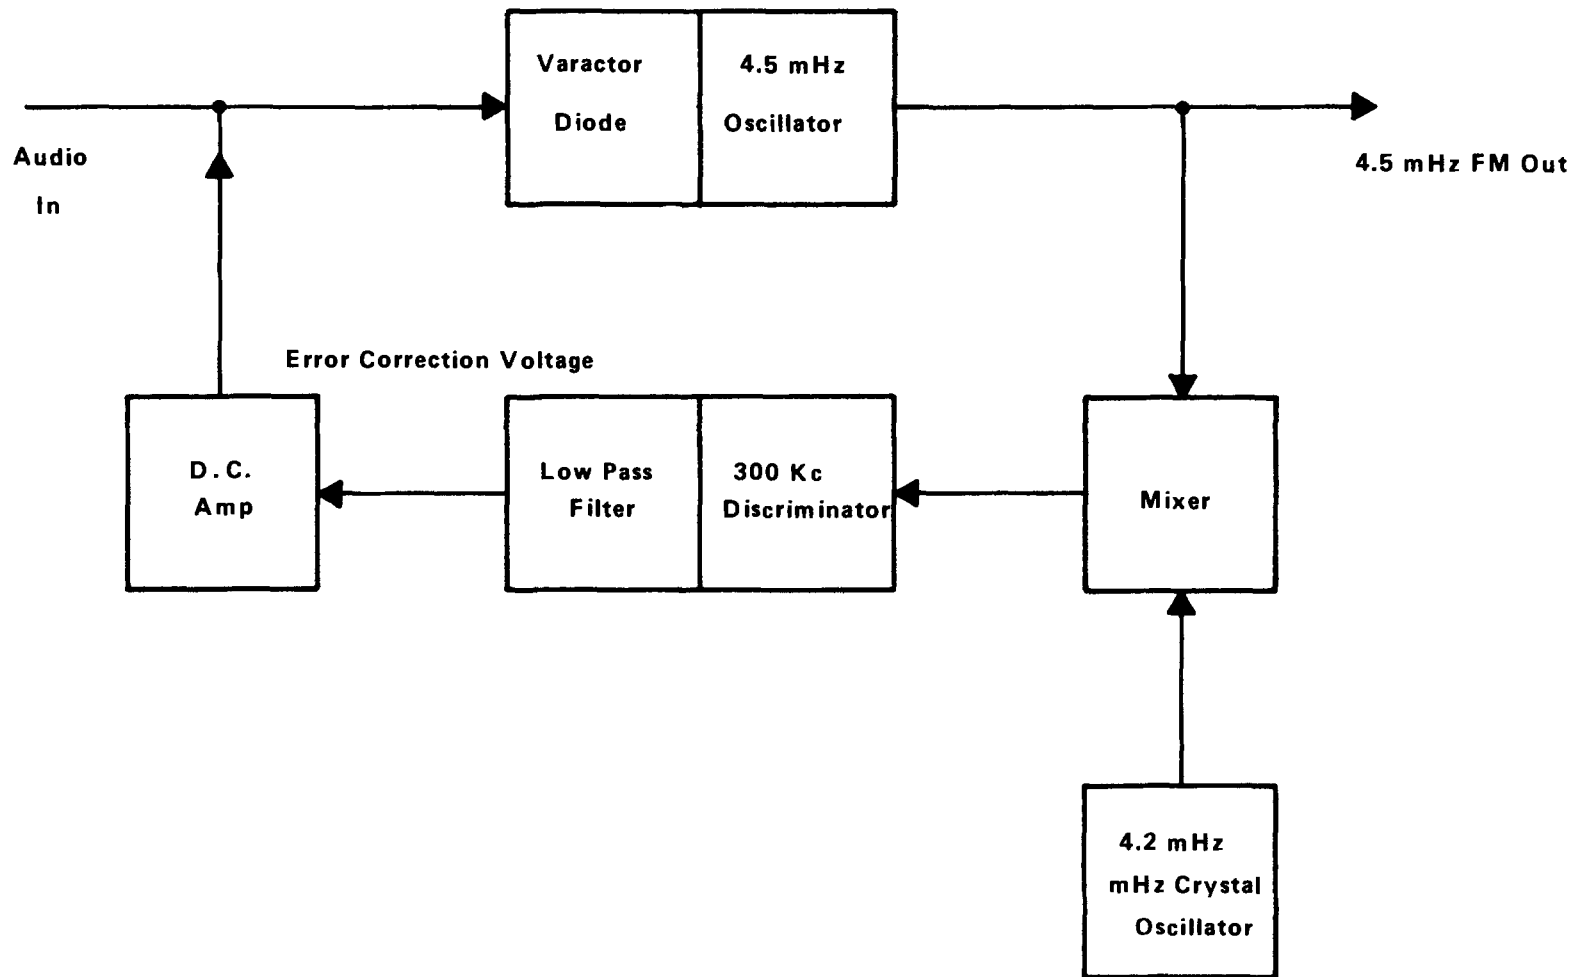 Varactor
Diode
4.5 mHz
Oscillator
Audio
In
4.5 mHz FM Out
Error Correction Voltage
D.C.
Amp
Low Pass
Filter
300 Kc
Discriminator
Mixer
4.2 mHz
mHz Crystal
Oscillator